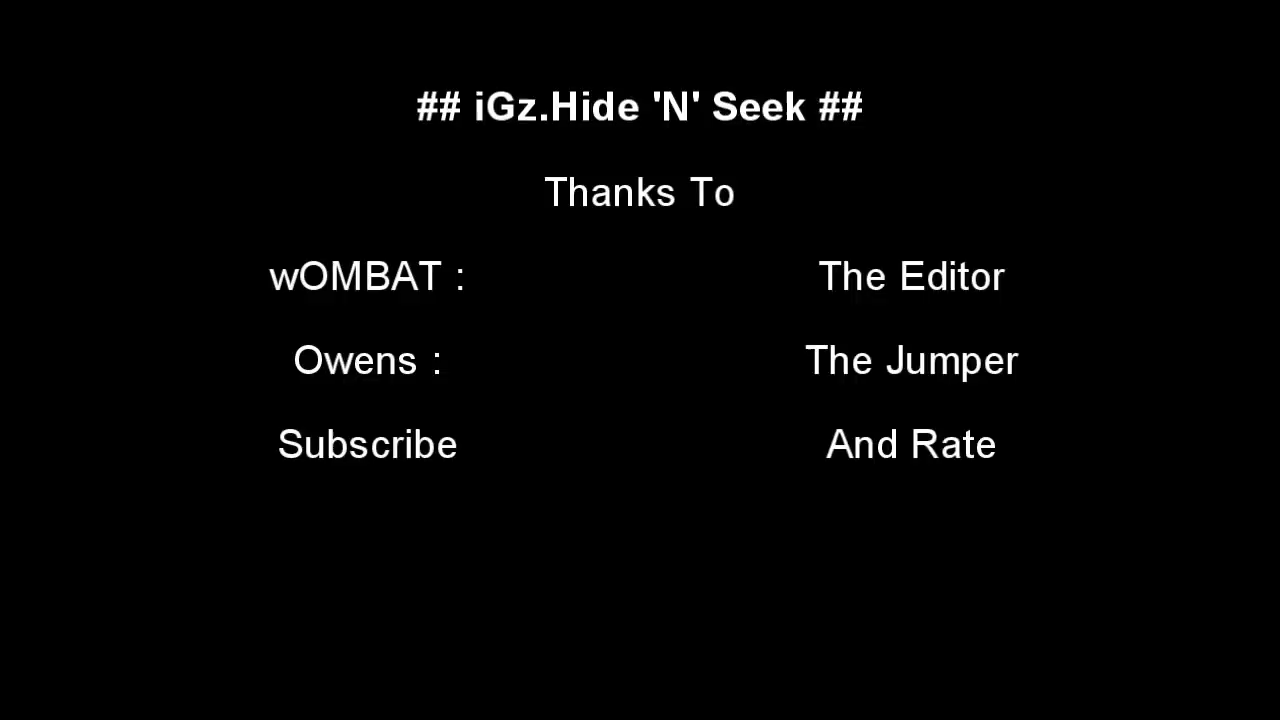 ## iGz.Hide 'N' Seek ##
Thanks To
wOMBAT : The Editor
Owens : The Jumper
Subscribe And Rate